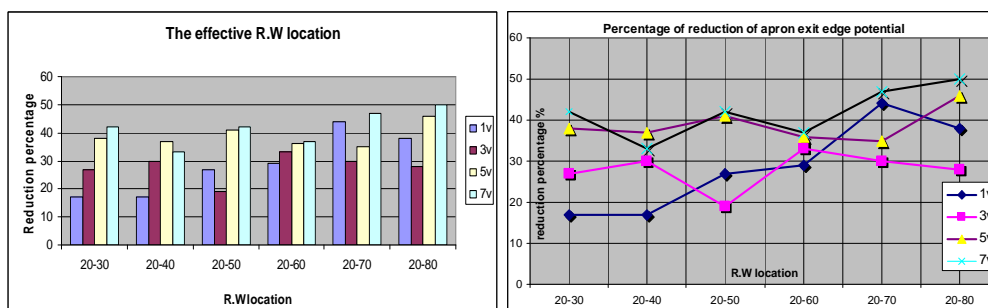 The effective R.W location
Reduction percentage
60
50
40
30
20
10
0
20-30 20-40 20-50 20-60 20-70 20-80
R.Wlocation
1v
3v
5v
7v
Percentage of reduction of apron exit edge potential
reduction percentage %
60
50
40
30
20
10
0
R.W location
20-30 20-40 20-50 20-60 20-70 20-80
1v
3v
5v
7v